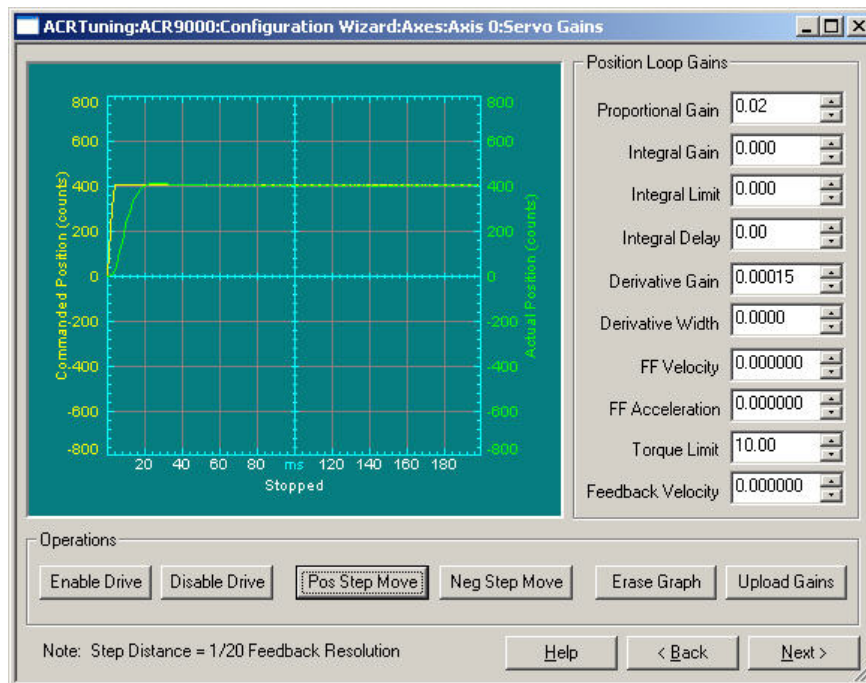 ACRTuning:ACR9000:Configuration Wizard:Axes:Axis 0:Servo Gains
800
600
400
200
0
-200
-400
-600
-800
Commanded Position (counts)
800
600
400
200
0
-200
-400
-600
-800
Actual Position (counts)
20 40 60 80 ms 120 140 160 180
Stopped
Position Loop Gains
Proportional Gain 0.02
Integral Gain 0.000
Integral Limit 0.000
Integral Delay 0.00
Derivative Gain 0.00015
Derivative Width 0.0000
FF Velocity 0.000000
FF Acceleration 0.000000
Torque Limit 10.00
Feedback Velocity 0.000000
Operations
Enable Drive Disable Drive Pos Step Move Neg Step Move Erase Graph Upload Gains
Note: Step Distance = 1/20 Feedback Resolution
Help < Back Next >